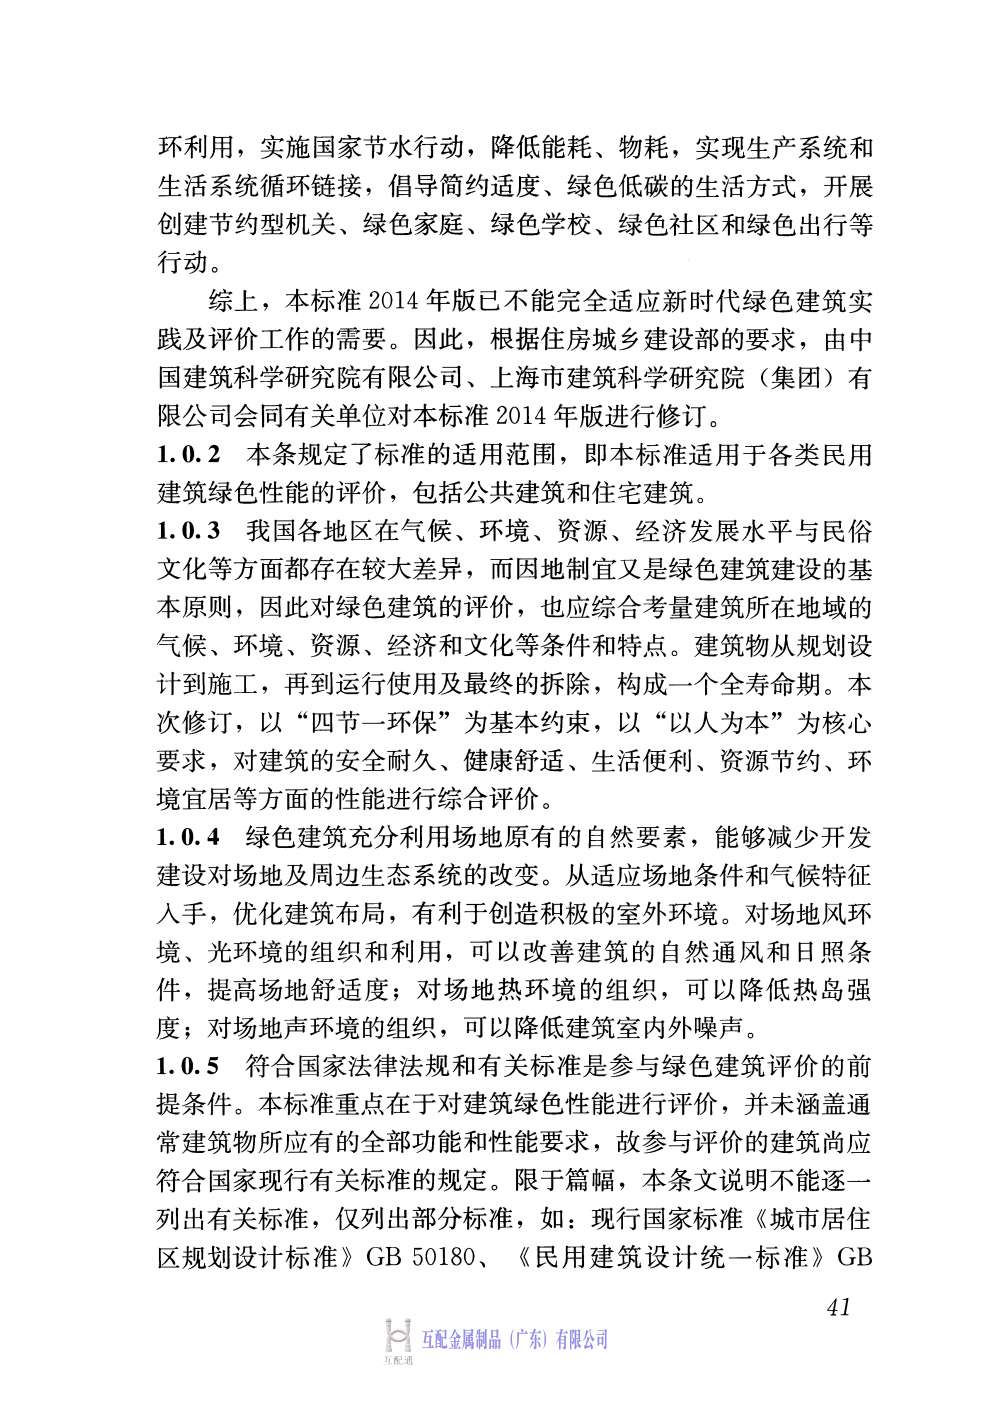 环利用，实施国家节水行动，降低能耗、物耗，实现生产系统和
生活系统循环链接，倡导简约适度、绿色低碳的生活方式，开展
创建节约型机关、绿色家庭、绿色学校、绿色社区和绿色出行等
行动。
综上，本标准 2014 年版已不能完全适应新时代绿色建筑实
践及评价工作的需要。因此，根据住房城乡建设部的要求，由中
国建筑科学研究院有限公司、上海市建筑科学研究院（集团）有
限公司会同有关单位对本标准 2014 年版进行修订。
1.0.2 本条规定了标准的适用范围，即本标准适用于各类民用
建筑绿色性能的评价，包括公共建筑和住宅建筑。
1.0.3 我国各地区在气候、环境、资源、经济发展水平与民俗
文化等方面都存在较大差异，而因地制宜又是绿色建筑建设的基
本原则，因此对绿色建筑的评价，也应综合考量建筑所在地域的
气候、环境、资源、经济和文化等条件和特点。建筑物从规划设
计到施工，再到运行使用及最终的拆除，构成一个全寿命期。本
次修订，以“四节一环保”为基本约束，以“以人为本”为核心
要求，对建筑的安全耐久、健康舒适、生活便利、资源节约、环
境宜居等方面的性能进行综合评价。
1.0.4 绿色建筑充分利用场地原有的自然要素，能够减少开发
建设对场地及周边生态系统的改变。从适应场地条件和气候特征
入手，优化建筑布局，有利于创造积极的室外环境。对场地风环
境、光环境的组织和利用，可以改善建筑的自然通风和日照条
件，提高场地舒适度；对场地热环境的组织，可以降低热岛强
度；对场地声环境的组织，可以降低建筑室内外噪声。
1.0.5 符合国家法律法规和有关标准是参与绿色建筑评价的前
提条件。本标准重点在于对建筑绿色性能进行评价，并未涵盖通
常建筑物所应有的全部功能和性能要求，故参与评价的建筑尚应
符合国家现行有关标准的规定。限于篇幅，本条文说明不能逐一
列出有关标准，仅列出部分标准，如：现行国家标准《城市居住
区规划设计标准》GB 50180、《民用建筑设计统一标准》GB
41
互配金属制品（广东）有限公司
互配通